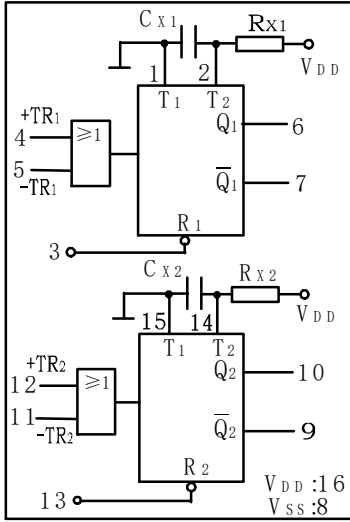 CX1 RX1
VDD
1 2
T1 T2
+TR1
4 ≥1 Q1 6
5 Q̅1 7
-TR1
R1
3
CX2 RX2
VDD
15 14
T1 T2
+TR2
12 ≥1 Q2 10
11 Q̅2 9
-TR2
R2
13
VDD:16
VSS:8